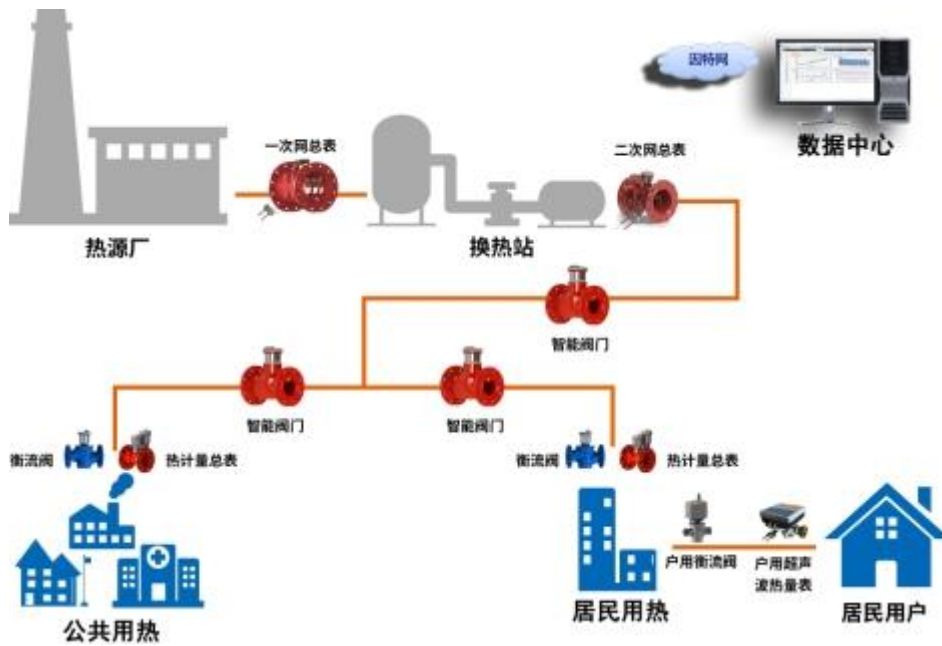 因特网
数据中心
一次网总表
二次网总表
热源厂
换热站
智能阀门
智能阀门
智能阀门
衡流阀
热计量总表
衡流阀
热计量总表
户用衡流阀
户用超声
波热量表
公共用热
居民用热
居民用户